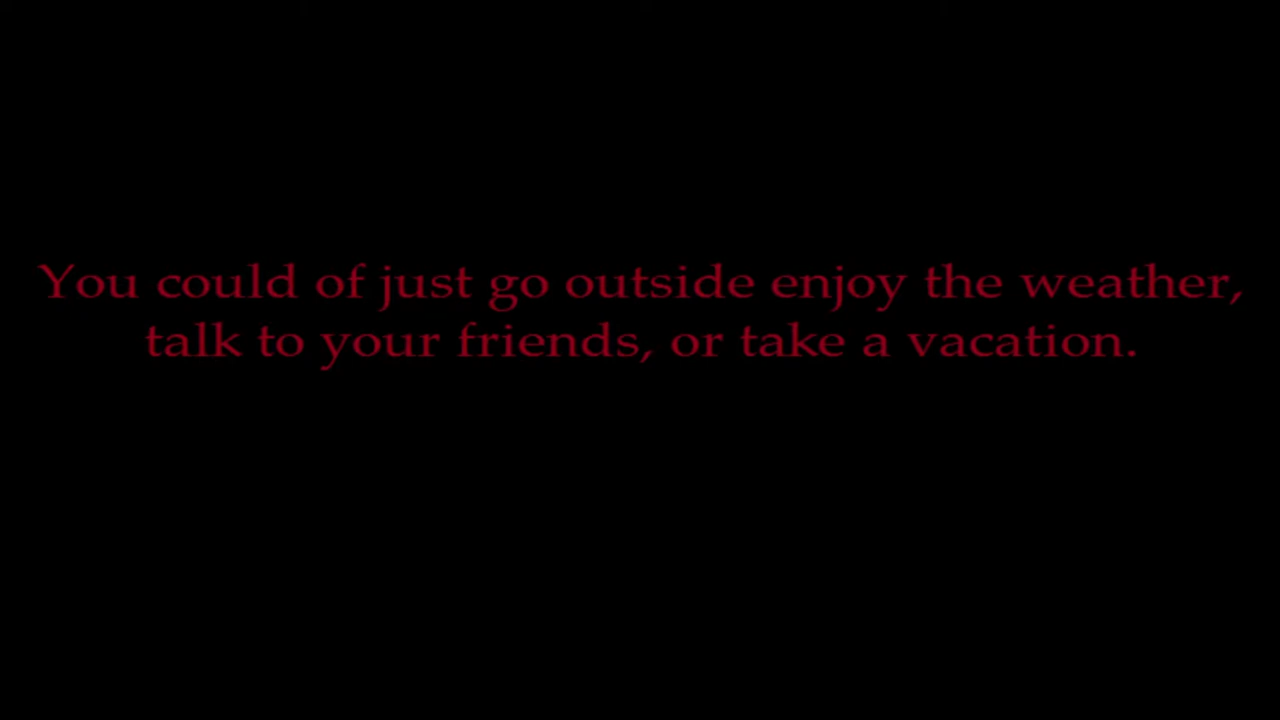 You could of just go outside enjoy the weather,
talk to your friends, or take a vacation.